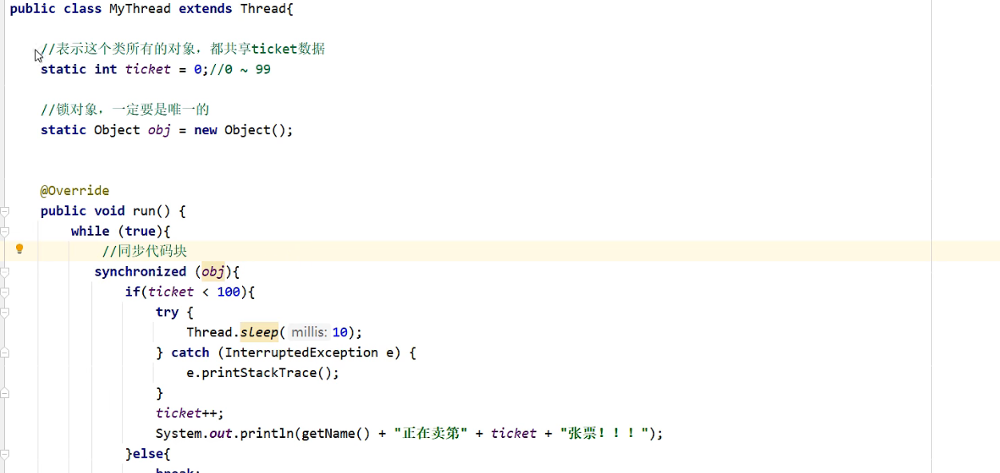 public class MyThread extends Thread{
//表示这个类所有的对象，都共享ticket数据
static int ticket = 0;//0 ~ 99
//锁对象，一定要是唯一的
static Object obj = new Object();
@Override
public void run() {
while (true){
//同步代码块
synchronized (obj){
if(ticket < 100){
try {
Thread.sleep( millis: 10);
} catch (InterruptedException e) {
e.printStackTrace();
}
ticket++;
System.out.println(getName() + "正在卖第" + ticket + "张票！！！");
}else{
break;